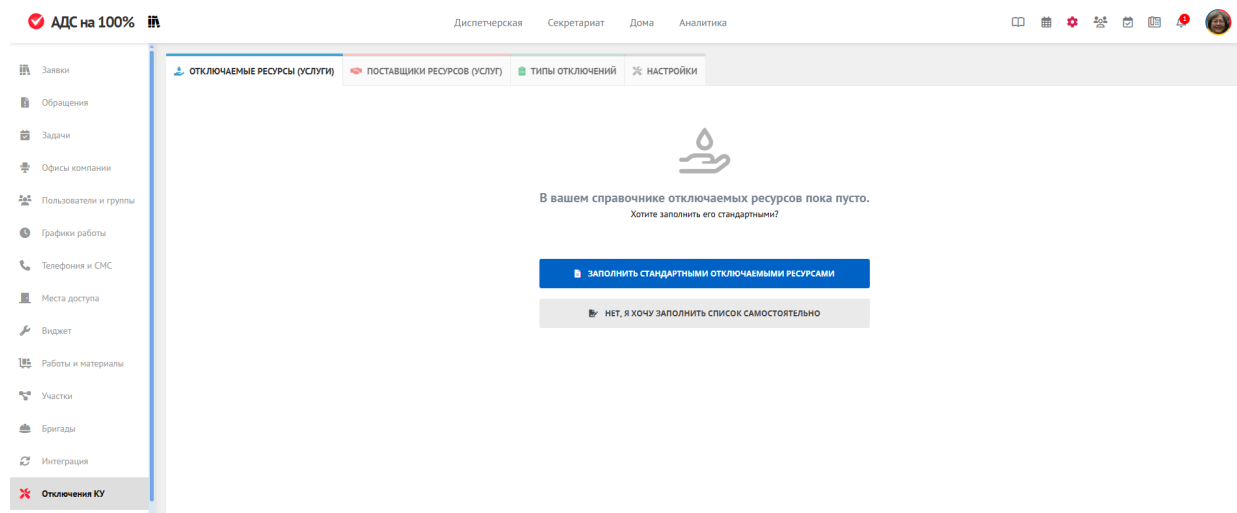 АДС на 100%
Диспетчерская Секретариат Дома Аналитика
1
Заявки
Обращения
Задачи
Офисы компании
Пользователи и группы
Графики работы
Телефония и СМС
Места доступа
Виджет
Работы и материалы
Участки
Бригады
Интеграция
Отключения КУ
ОТКЛЮЧАЕМЫЕ РЕСУРСЫ (УСЛУГИ) ПОСТАВЩИКИ РЕСУРСОВ (УСЛУГ) ТИПЫ ОТКЛЮЧЕНИЙ НАСТРОЙКИ
В вашем справочнике отключаемых ресурсов пока пусто.
Хотите заполнить его стандартными?
ЗАПОЛНИТЬ СТАНДАРТНЫМИ ОТКЛЮЧАЕМЫМИ РЕСУРСАМИ
НЕТ, Я ХОЧУ ЗАПОЛНИТЬ СПИСОК САМОСТОЯТЕЛЬНО